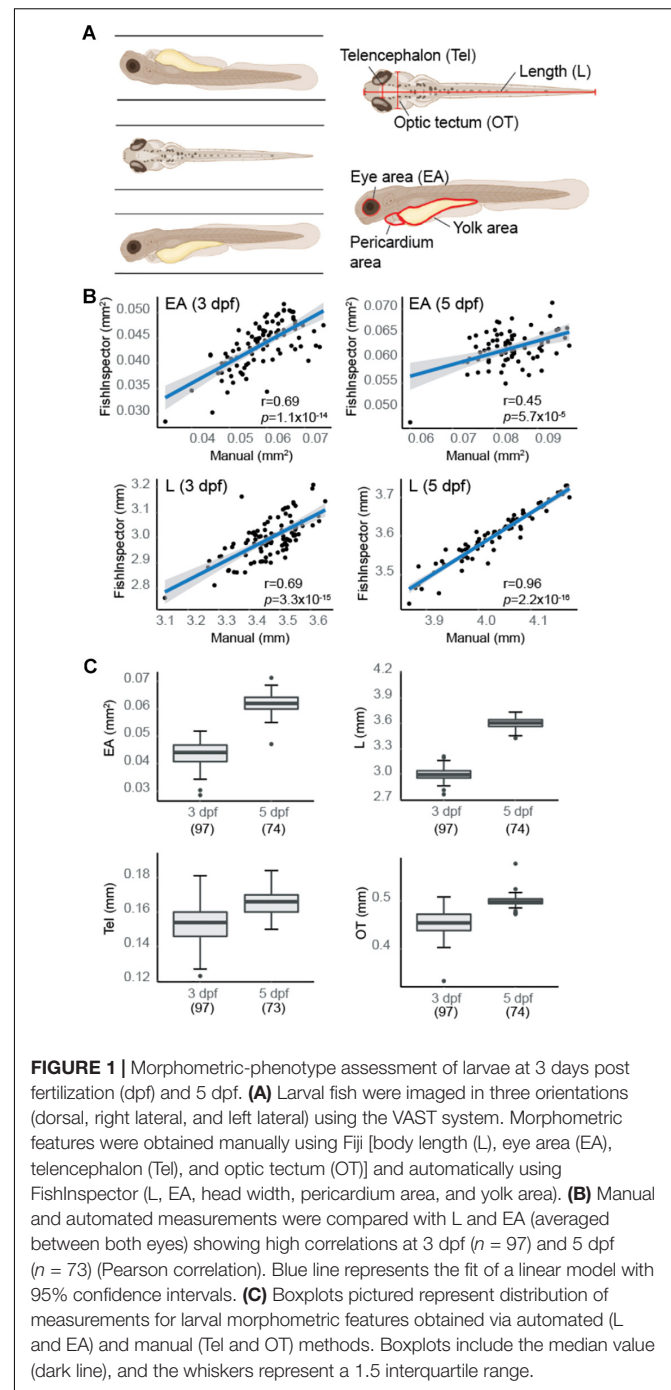 A
Telencephalon (Tel)
Length (L)
Optic tectum (OT)
Eye area (EA)
Yolk area
Pericardium
area
B
EA (3 dpf)
FishInspector (mm²)
0.050
0.045
0.040
0.035
0.030
r=0.69
p=1.1x10⁻¹⁴
0.04 0.05 0.06 0.07
Manual (mm²)
EA (5 dpf)
FishInspector (mm²)
0.070
0.065
0.060
0.055
0.050
r=0.45
p=5.7x10⁻⁵
0.06 0.07 0.08 0.09
Manual (mm²)
L (3 dpf)
FishInspector (mm)
3.2
3.1
3.0
2.9
2.8
r=0.69
p=3.3x10⁻¹⁵
3.1 3.2 3.3 3.4 3.5 3.6
Manual (mm)
L (5 dpf)
FishInspector (mm)
3.7
3.6
3.5
r=0.96
p=2.2x10⁻¹⁶
3.9 4.0 4.1
Manual (mm)
C
EA (mm²)
0.07
0.06
0.05
0.04
0.03
3 dpf 5 dpf
(97) (74)
L (mm)
4.2
3.9
3.6
3.3
3.0
2.7
3 dpf 5 dpf
(97) (74)
Tel (mm)
0.18
0.16
0.14
0.12
3 dpf 5 dpf
(97) (73)
OT (mm)
0.5
0.4
3 dpf 5 dpf
(97) (74)
FIGURE 1 | Morphometric-phenotype assessment of larvae at 3 days post
fertilization (dpf) and 5 dpf. (A) Larval fish were imaged in three orientations
(dorsal, right lateral, and left lateral) using the VAST system. Morphometric
features were obtained manually using Fiji [body length (L), eye area (EA),
telencephalon (Tel), and optic tectum (OT)] and automatically using
FishInspector (L, EA, head width, pericardium area, and yolk area). (B) Manual
and automated measurements were compared with L and EA (averaged
between both eyes) showing high correlations at 3 dpf (n = 97) and 5 dpf
(n = 73) (Pearson correlation). Blue line represents the fit of a linear model with
95% confidence intervals. (C) Boxplots pictured represent distribution of
measurements for larval morphometric features obtained via automated (L
and EA) and manual (Tel and OT) methods. Boxplots include the median value
(dark line), and the whiskers represent a 1.5 interquartile range.